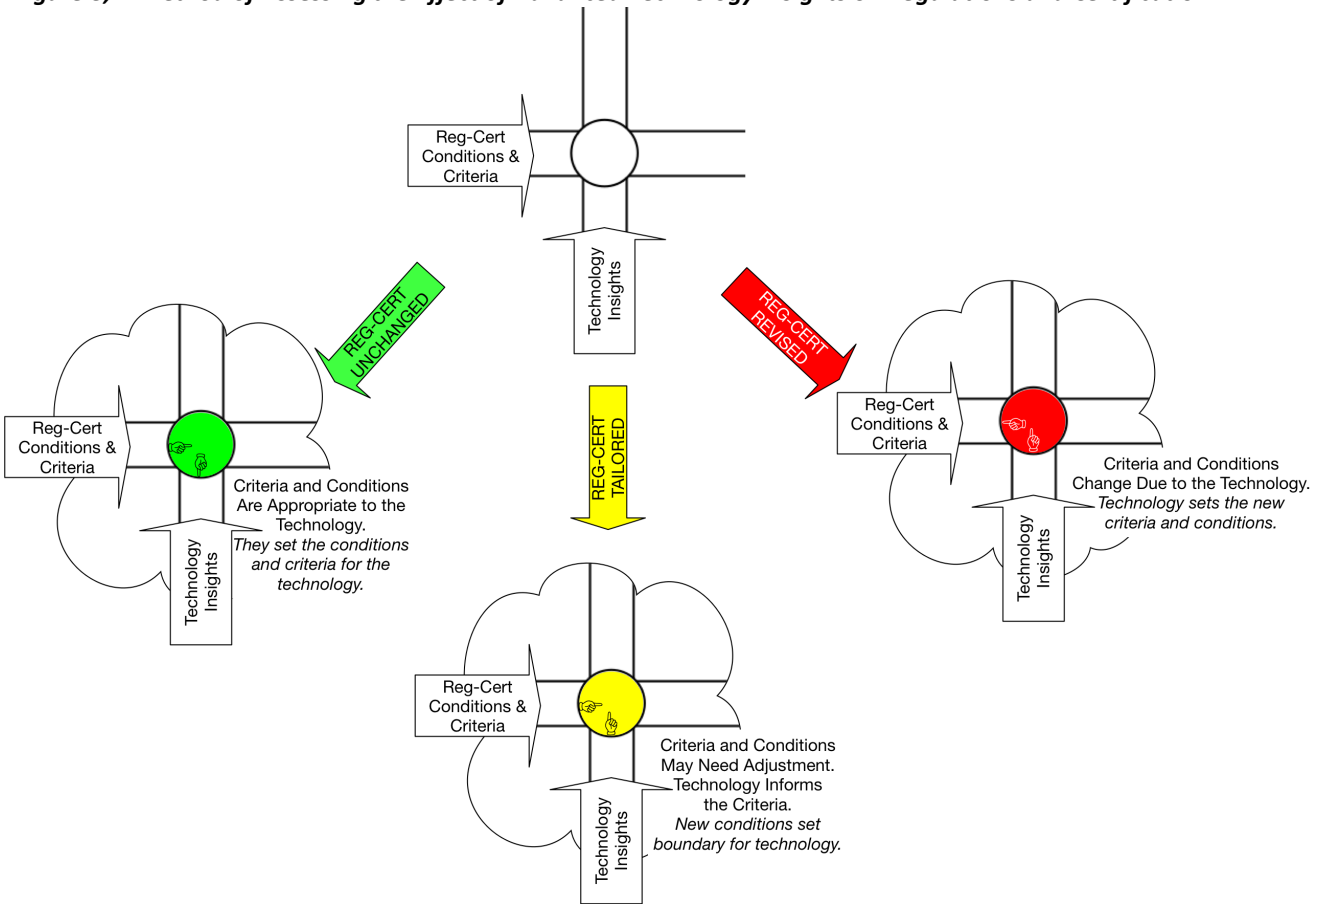 Reg-Cert
Conditions &
Criteria
Technology
Insights
REG-CERT
UNCHANGED
REG-CERT
REVISED
REG-CERT
TAILORED
Reg-Cert
Conditions &
Criteria
Technology
Insights
Criteria and Conditions
Are Appropriate to the
Technology.
They set the conditions
and criteria for the
technology.
Reg-Cert
Conditions &
Criteria
Technology
Insights
Criteria and Conditions
Change Due to the Technology.
Technology sets the new
criteria and conditions.
Reg-Cert
Conditions &
Criteria
Technology
Insights
Criteria and Conditions
May Need Adjustment.
Technology Informs
the Criteria.
New conditions set
boundary for technology.